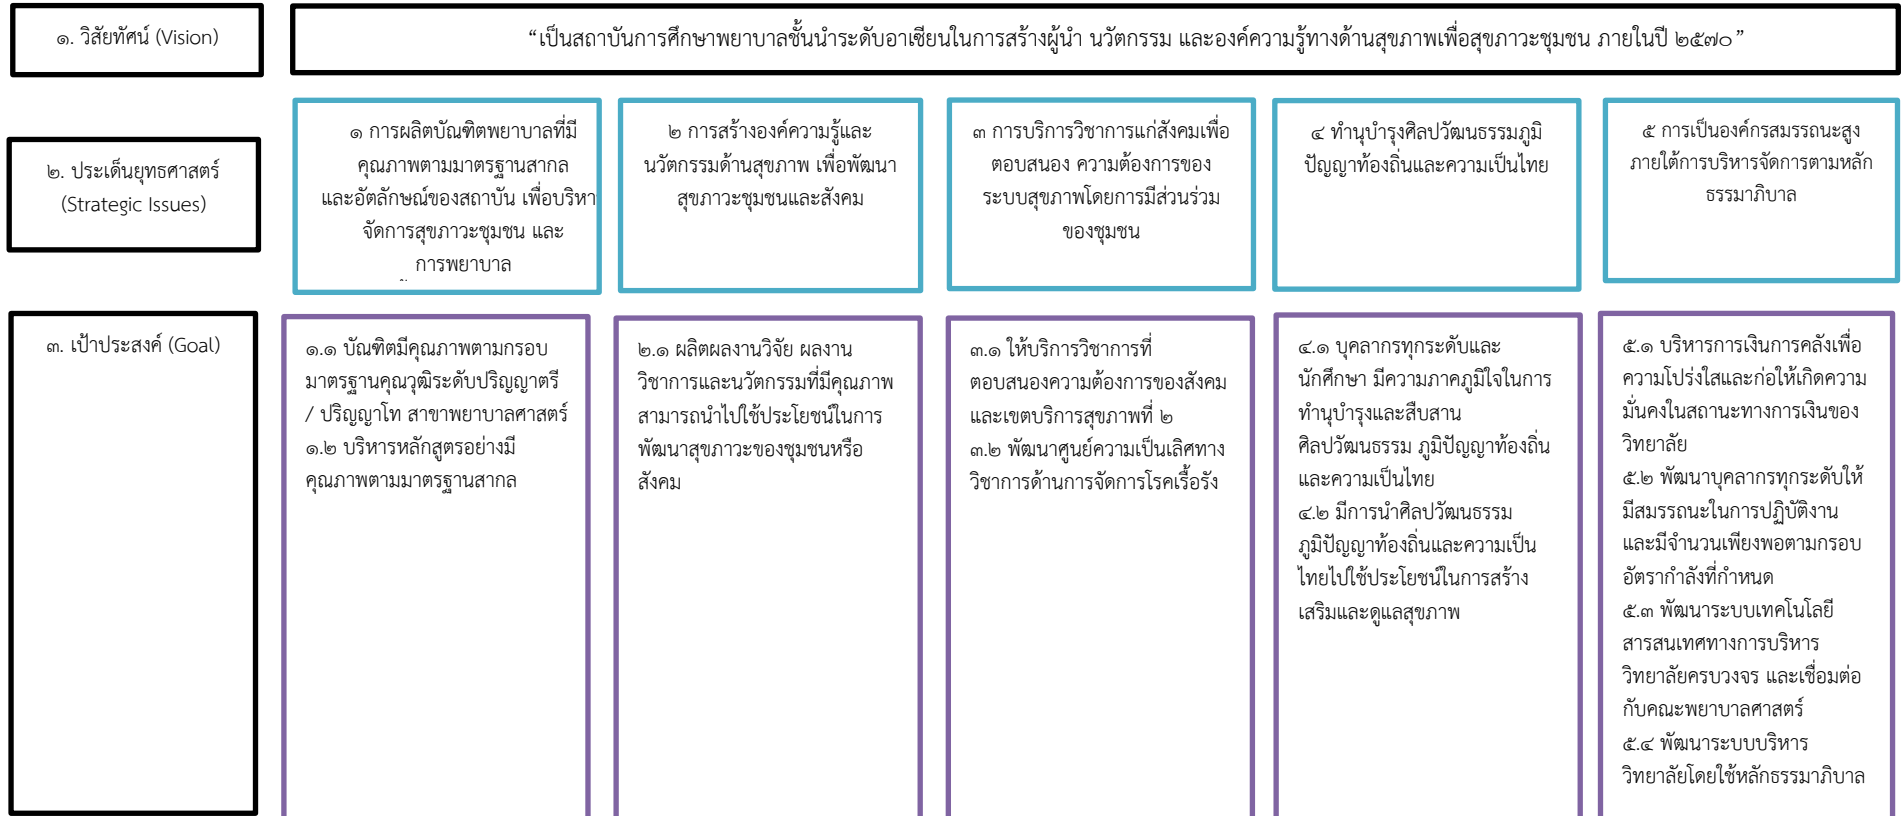 ๑. วิสัยทัศน์ (Vision)
“เป็นสถาบันการศึกษาพยาบาลชั้นนำระดับอาเซียนในการสร้างผู้นำ นวัตกรรม และองค์ความรู้ทางด้านสุขภาพเพื่อสุขภาวะชุมชน ภายในปี ๒๕๗๐”
๒. ประเด็นยุทธศาสตร์
(Strategic Issues)
๑ การผลิตบัณฑิตพยาบาลที่มี
คุณภาพตามมาตรฐานสากล
และอัตลักษณ์ของสถาบัน เพื่อบริหา
จัดการสุขภาวะชุมชน และ
การพยาบาล
๒ การสร้างองค์ความรู้และ
นวัตกรรมด้านสุขภาพ เพื่อพัฒนา
สุขภาวะชุมชนและสังคม
๓ การบริการวิชาการแก่สังคมเพื่อ
ตอบสนอง ความต้องการของ
ระบบสุขภาพโดยการมีส่วนร่วม
ของชุมชน
๔ ทำนุบำรุงศิลปวัฒนธรรมภูมิ
ปัญญาท้องถิ่นและความเป็นไทย
๕ การเป็นองค์กรสมรรถนะสูง
ภายใต้การบริหารจัดการตามหลัก
ธรรมาภิบาล
๓. เป้าประสงค์ (Goal)
๑.๑ บัณฑิตมีคุณภาพตามกรอบ
มาตรฐานคุณวุฒิระดับปริญญาตรี
/ ปริญญาโท สาขาพยาบาลศาสตร์
๑.๒ บริหารหลักสูตรอย่างมี
คุณภาพตามมาตรฐานสากล
๒.๑ ผลิตผลงานวิจัย ผลงาน
วิชาการและนวัตกรรมที่มีคุณภาพ
สามารถนำไปใช้ประโยชน์ในการ
พัฒนาสุขภาวะของชุมชนหรือ
สังคม
๓.๑ ให้บริการวิชาการที่
ตอบสนองความต้องการของสังคม
และเขตบริการสุขภาพที่ ๒
๓.๒ พัฒนาศูนย์ความเป็นเลิศทาง
วิชาการด้านการจัดการโรคเรื้อรัง
๔.๑ บุคลากรทุกระดับและ
นักศึกษา มีความภาคภูมิใจในการ
ทำนุบำรุงและสืบสาน
ศิลปวัฒนธรรม ภูมิปัญญาท้องถิ่น
และความเป็นไทย
๔.๒ มีการนำศิลปวัฒนธรรม
ภูมิปัญญาท้องถิ่นและความเป็น
ไทยไปใช้ประโยชน์ในการสร้าง
เสริมและดูแลสุขภาพ
๕.๑ บริหารการเงินการคลังเพื่อ
ความโปร่งใสและก่อให้เกิดความ
มั่นคงในสถานะทางการเงินของ
วิทยาลัย
๕.๒ พัฒนาบุคลากรทุกระดับให้
มีสมรรถนะในการปฏิบัติงาน
และมีจำนวนเพียงพอตามกรอบ
อัตรากำลังที่กำหนด
๕.๓ พัฒนาระบบเทคโนโลยี
สารสนเทศทางการบริหาร
วิทยาลัยครบวงจร และเชื่อมต่อ
กับคณะพยาบาลศาสตร์
๕.๔ พัฒนาระบบบริหาร
วิทยาลัยโดยใช้หลักธรรมาภิบาล